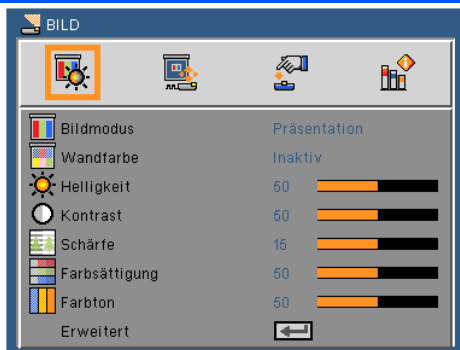 BILD
Bildmodus Präsentation
Wandfarbe Inaktiv
Helligkeit 50
Kontrast 50
Schärfe 15
Farbsättigung 50
Farbton 50
Erweitert